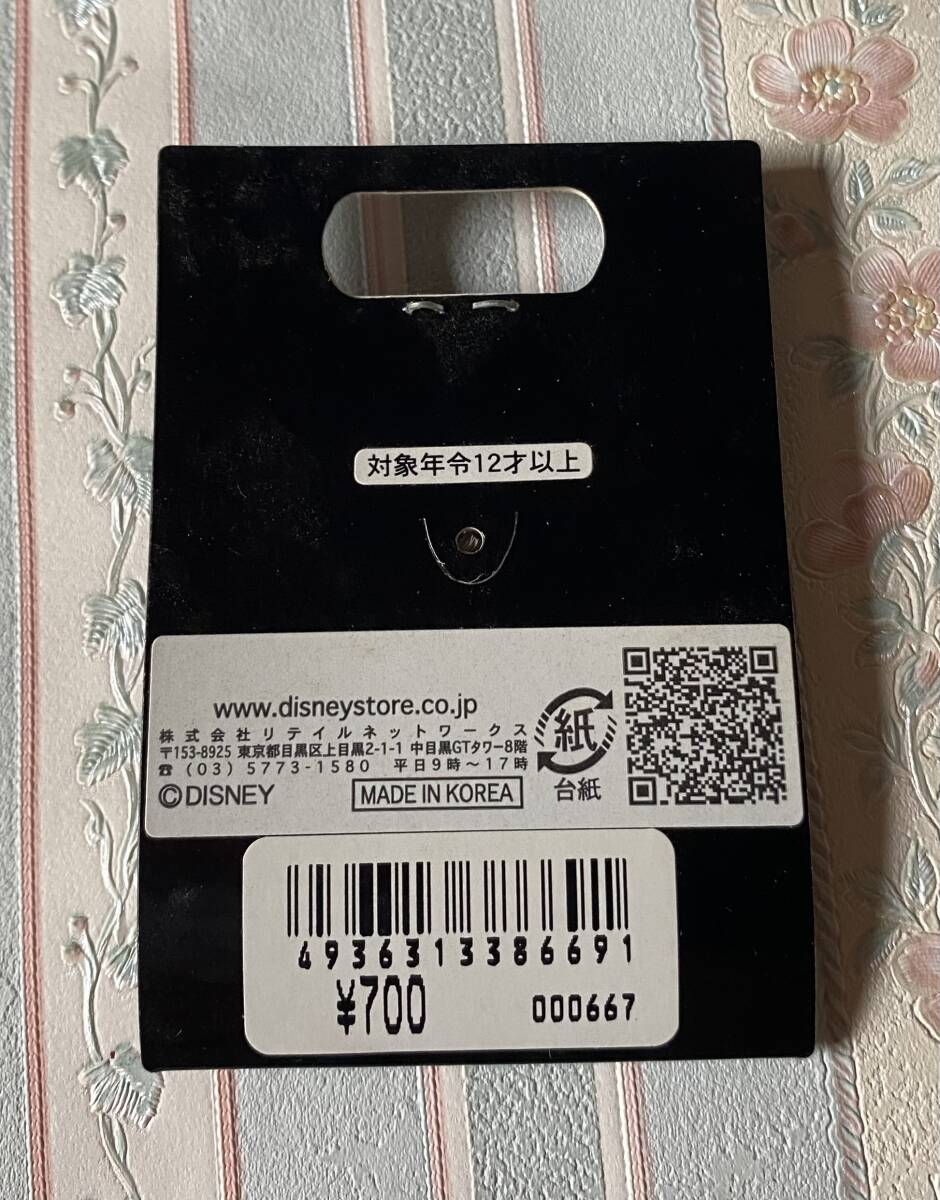 対象年令12才以上
www.disneystore.co.jp
株式会社リテイルネットワークス
〒153-8925 東京都目黒区上目黒2-1-1 中目黒GTタワー8階
☎ (03) 5773-1580 平日9時～17時
©DISNEY MADE IN KOREA
紙
台紙
4936313386691
¥700 000667